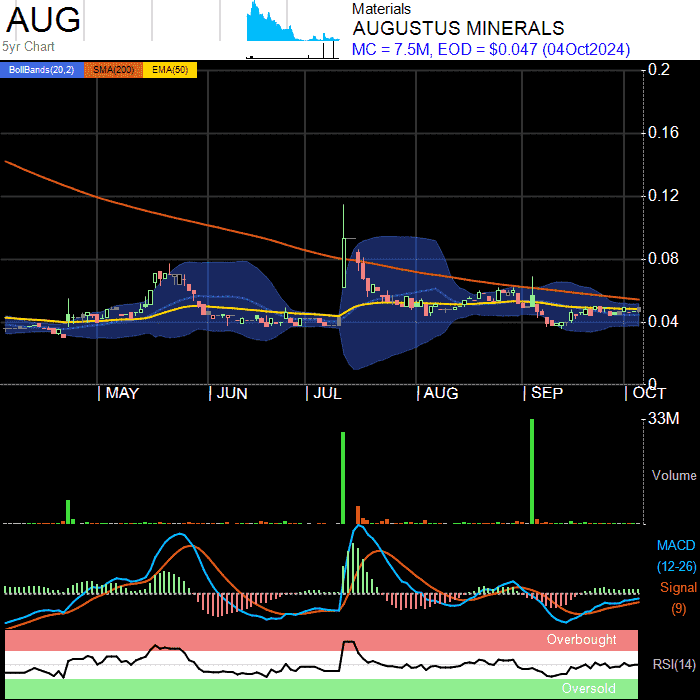 AUG
5yr Chart
Materials
AUGUSTUS MINERALS
MC = 7.5M, EOD = $0.047 (04Oct2024)
BollBands(20,2) SMA(200) EMA(50)
0.2
0.16
0.12
0.08
0.04
0
MAY JUN JUL AUG SEP OCT
33M
Volume
MACD
(12-26)
Signal
(9)
Overbought
RSI(14)
Oversold